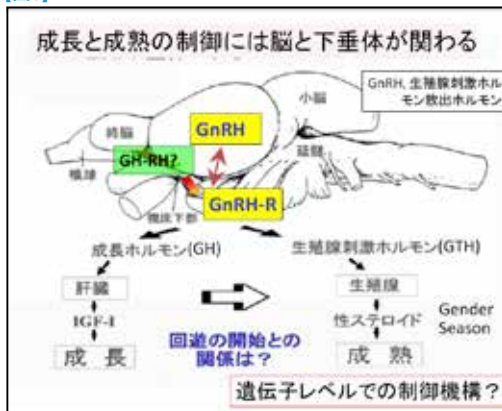 成長と成熟の制御には脳と下垂体が関わる
GnRH, 生殖腺刺激ホル
モン放出ホルモン
小脳
終脳
GnRH
延髄
GH-RH?
嗅球
GnRH-R
視床下部
成長ホルモン(GH)
生殖腺刺激ホルモン(GTH)
肝臓
生殖腺
IGF-I
性ステロイド
Gender
Season
回遊の開始との
関係は?
成 長
成 熟
遺伝子レベルでの制御機構?